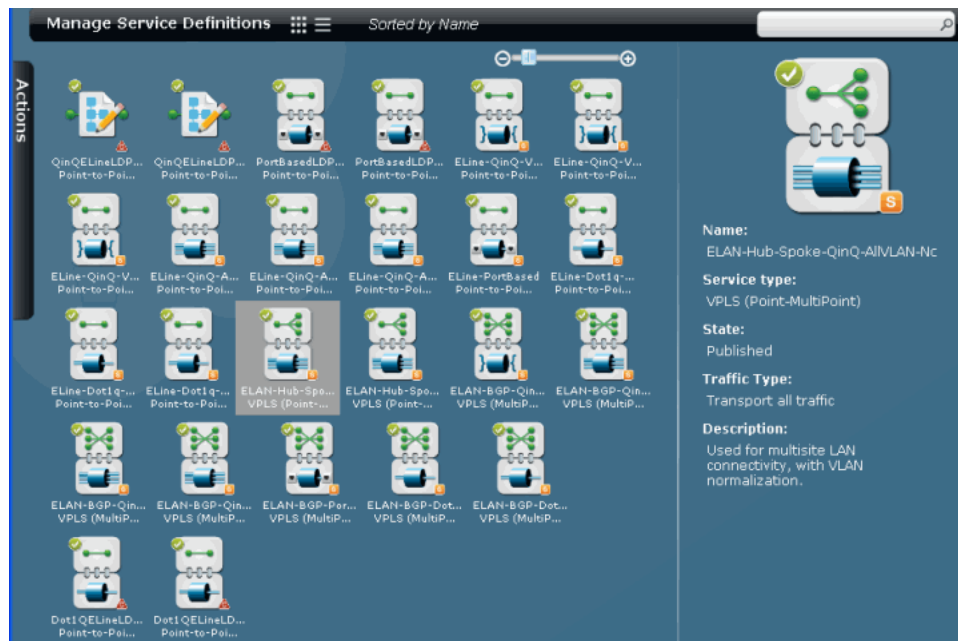 Manage Service Definitions
Sorted by Name
Actions
QinQELineLDP... QinQELineLDP... PortBasedLDP... PortBasedLDP... ELine-QinQ-V... ELine-QinQ-V...
Point-to-Poi... Point-to-Poi... Point-to-Poi... Point-to-Poi... Point-to-Poi... Point-to-Poi...
ELine-QinQ-V... ELine-QinQ-A... ELine-QinQ-A... ELine-QinQ-A... ELine-PortBased ELine-Dot1q-...
Point-to-Poi... Point-to-Poi... Point-to-Poi... Point-to-Poi... Point-to-Poi... Point-to-Poi...
ELine-Dot1q-... ELine-Dot1q-... ELAN-Hub-Spo... ELAN-Hub-Spo... ELAN-BGP-Qin... ELAN-BGP-Qin...
Point-to-Poi... Point-to-Poi... VPLS (Point-... VPLS (Point-... VPLS (MultiP... VPLS (MultiP...
ELAN-BGP-Qin... ELAN-BGP-Qin... ELAN-BGP-Por... ELAN-BGP-Dot... ELAN-BGP-Dot...
VPLS (MultiP... VPLS (MultiP... VPLS (MultiP... VPLS (MultiP... VPLS (MultiP...
Dot1QELineLD... Dot1QELineLD...
Point-to-Poi... Point-to-Poi...
S
Name:
ELAN-Hub-Spoke-QinQ-AllVLAN-Nc
Service type:
VPLS (Point-MultiPoint)
State:
Published
Traffic Type:
Transport all traffic
Description:
Used for multisite LAN
connectivity, with VLAN
normalization.